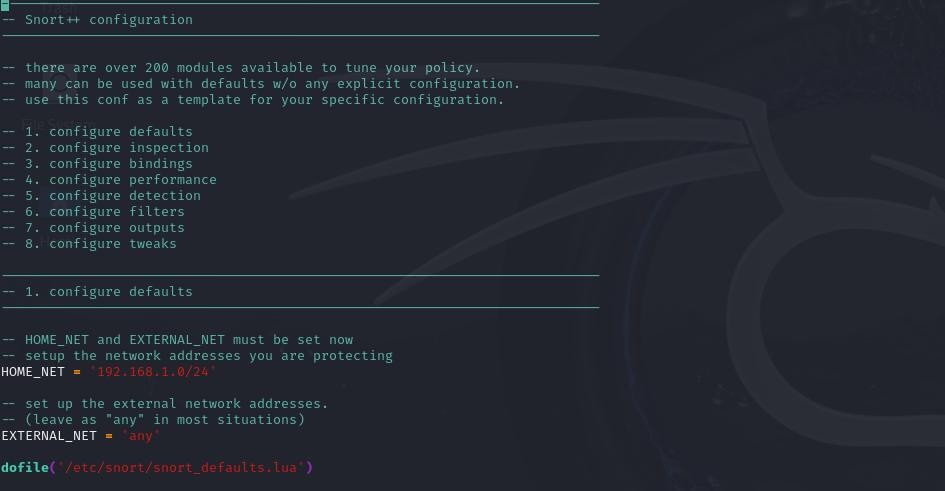 Trash
-- Snort++ configuration
-- there are over 200 modules available to tune your policy.
-- many can be used with defaults w/o any explicit configuration.
-- use this conf as a template for your specific configuration.
File System
-- 1. configure defaults
-- 2. configure inspection
-- 3. configure bindings
-- 4. configure performance
-- 5. configure detection
-- 6. configure filters
-- 7. configure outputs
-- 8. configure tweaks
-- 1. configure defaults
-- HOME_NET and EXTERNAL_NET must be set now
-- setup the network addresses you are protecting
HOME_NET = '192.168.1.0/24'
-- set up the external network addresses.
-- (leave as "any" in most situations)
EXTERNAL_NET = 'any'
dofile('/etc/snort/snort_defaults.lua')